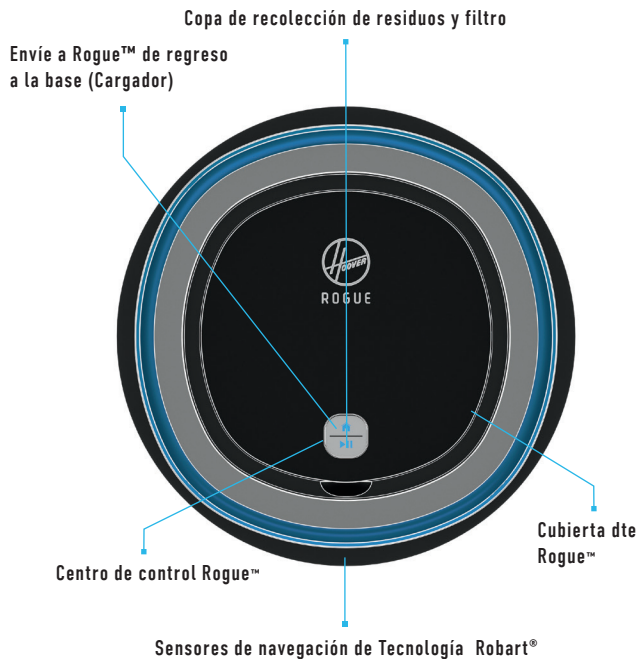 Copa de recolección de residuos y filtro
Envíe a Rogue™ de regreso
a la base (Cargador)
HOOVER
ROGUE
Cubierta dte
Rogue™
Centro de control Rogue™
Sensores de navegación de Tecnología Robart®